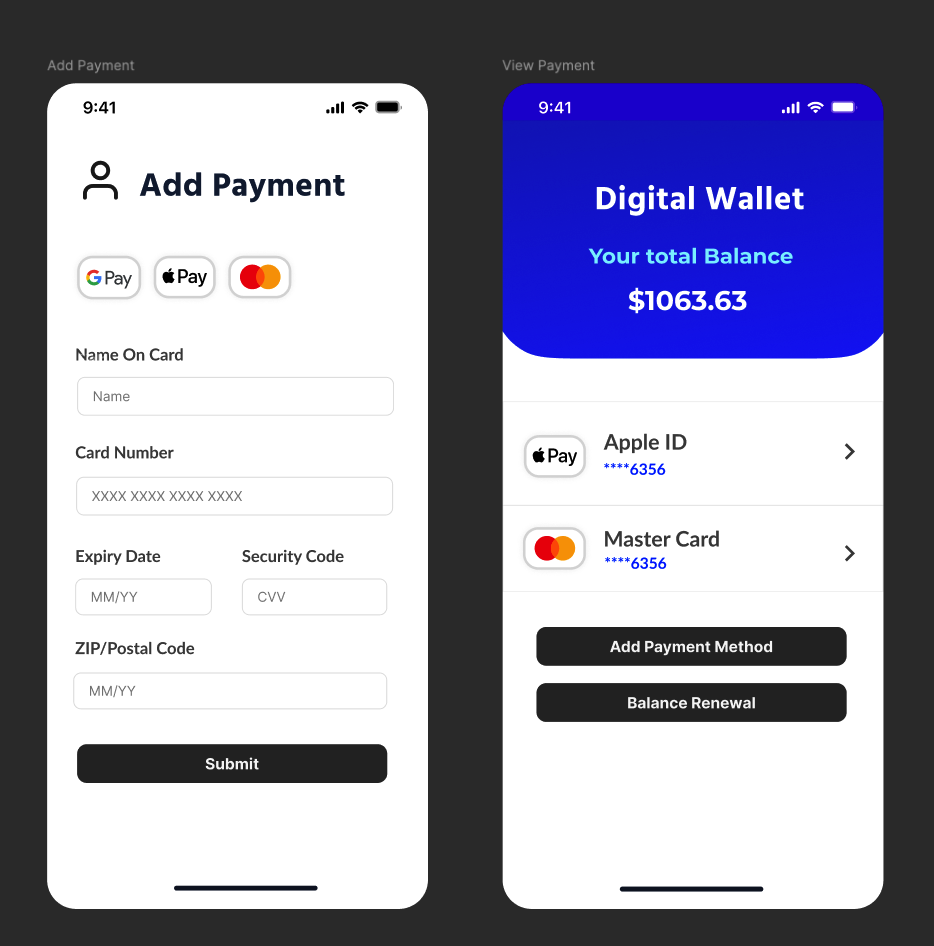 Add Payment
9:41
Add Payment
G Pay
Pay
Name On Card
Name
Card Number
XXXX XXXX XXXX XXXX
Expiry Date
Security Code
MM/YY
CVV
ZIP/Postal Code
MM/YY
Submit
View Payment
9:41
Digital Wallet
Your total Balance
$1063.63
Pay
Apple ID
****6356
Master Card
****6356
Add Payment Method
Balance Renewal